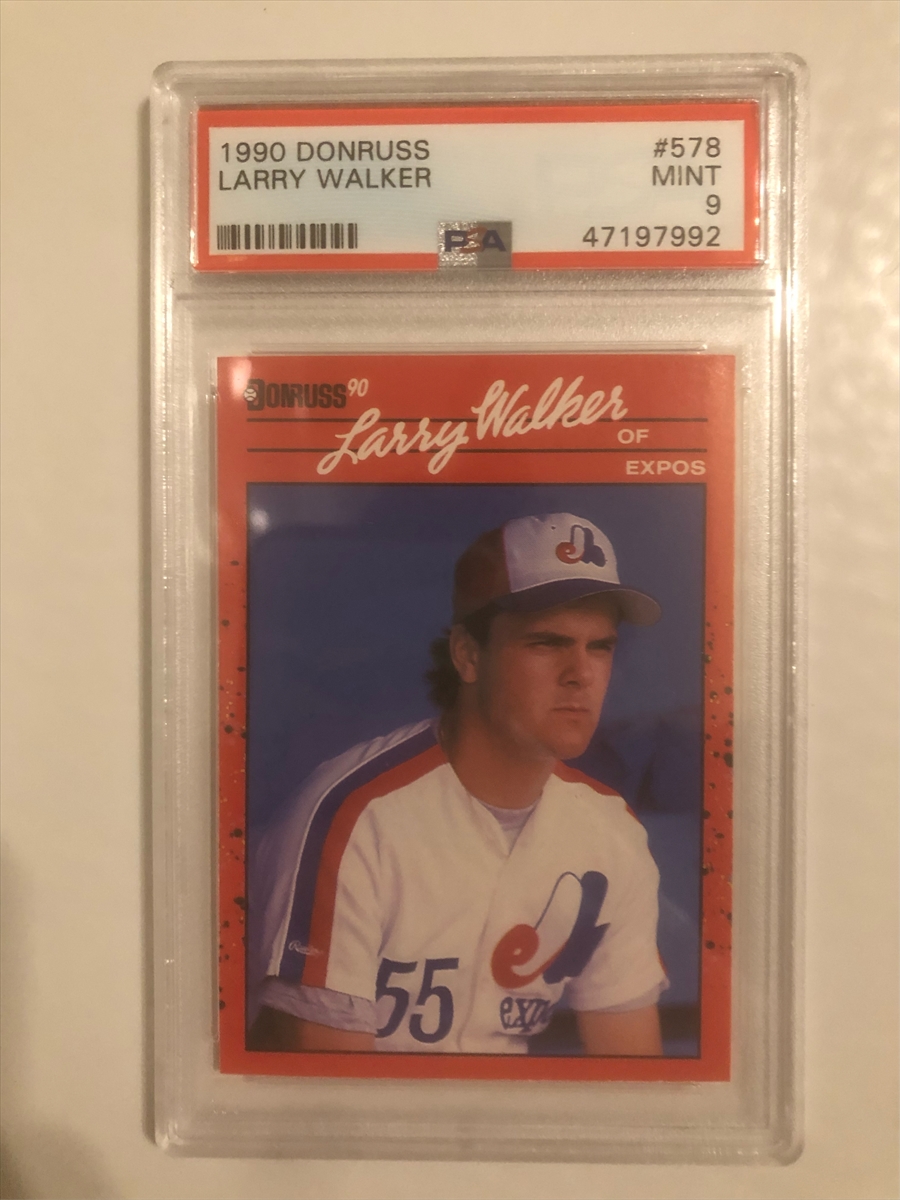 1990 DONRUSS #578
LARRY WALKER MINT
9
47197992
PSA
DONRUSS 90
Larry Walker
OF
EXPOS
55